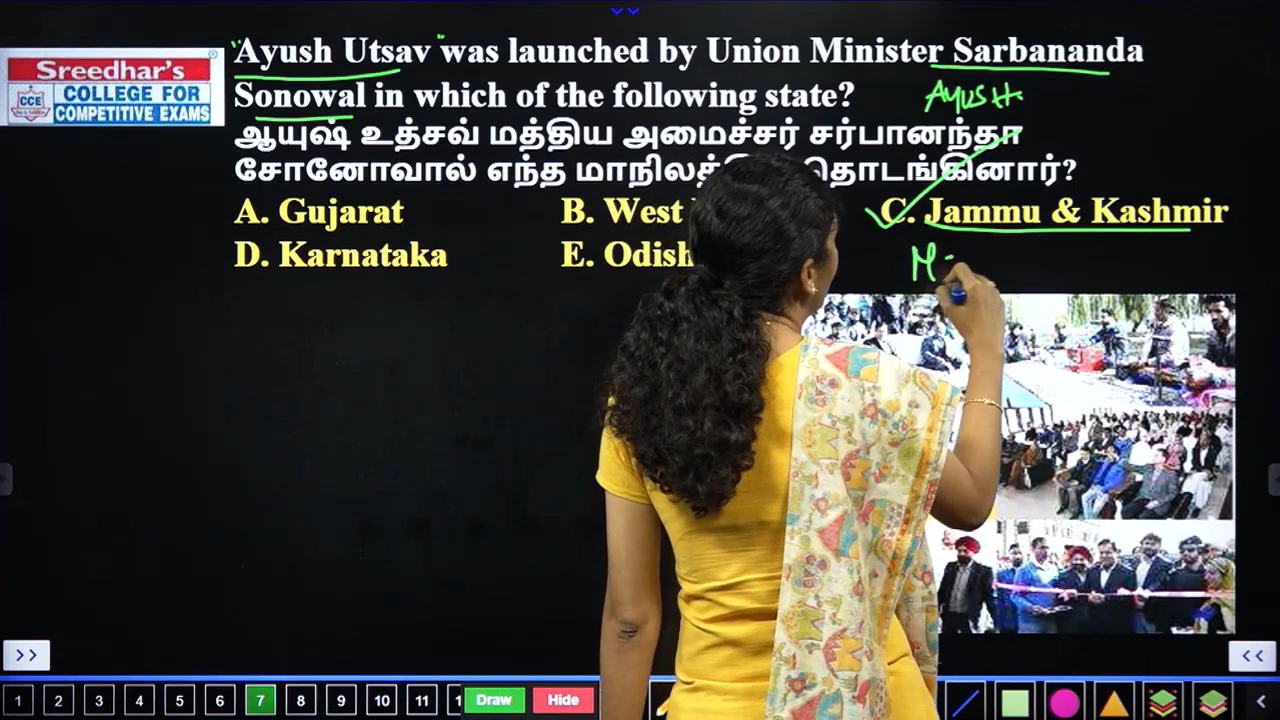 Sreedhar's
CCE
COLLEGE FOR
COMPETITIVE EXAMS
Ayush Utsav was launched by Union Minister Sarbananda
Sonowal in which of the following state?
AYUSH
ஆயுஷ் உத்சவ் மத்திய அமைச்சர் சர்பானந்தா
சோனோவால் எந்த தொடங்கினார்?
A. Gujarat B. West C. Jammu & Kashmir
D. Karnataka E.
M
>> <<
1 2 3 4 5 6 7 8 9 10 11 Draw Hide